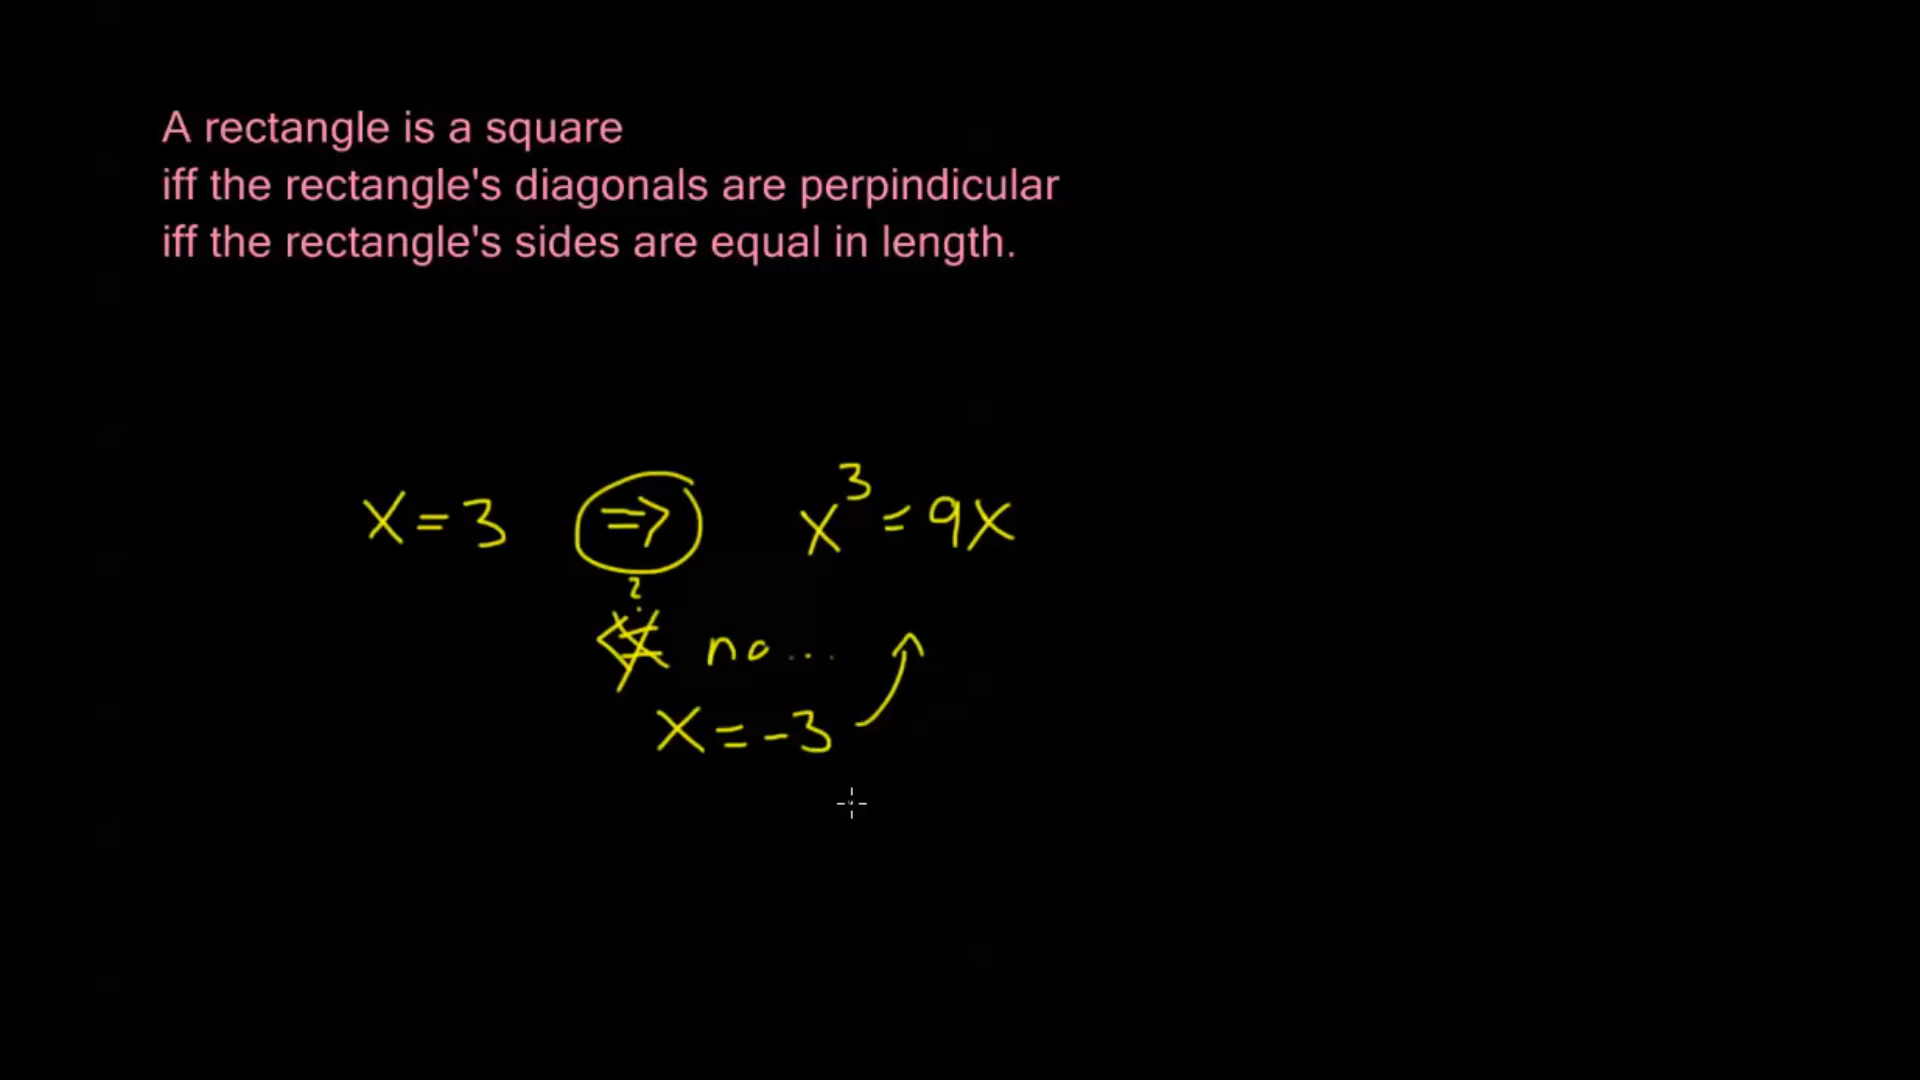 A rectangle is a square
iff the rectangle's diagonals are perpindicular
iff the rectangle's sides are equal in length.
x = 3 ⇒ x³ = 9x
?
⇐ no...
x = -3